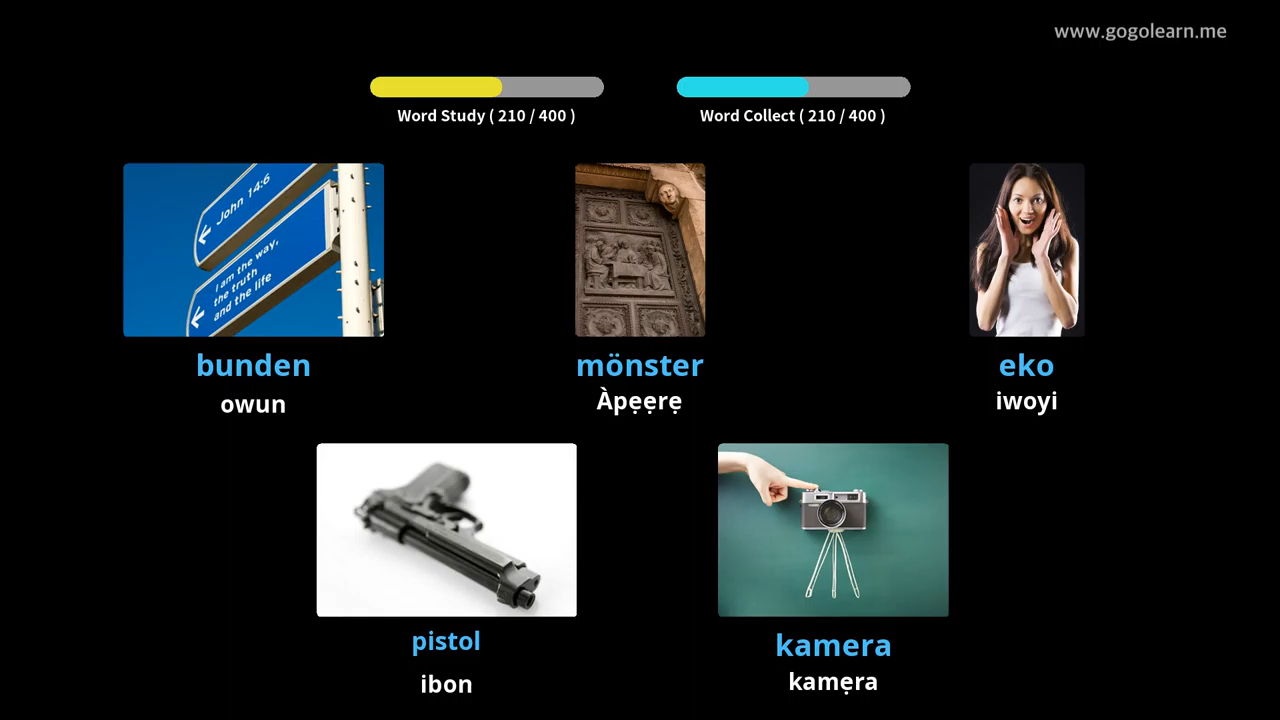 www.gogolearn.me
Word Study ( 210 / 400 )
Word Collect ( 210 / 400 )
John 14:6
I am the way,
the truth
and the life
bunden
owun
mönster
Àpẹẹrẹ
eko
iwoyi
pistol
ibon
kamera
kamẹra